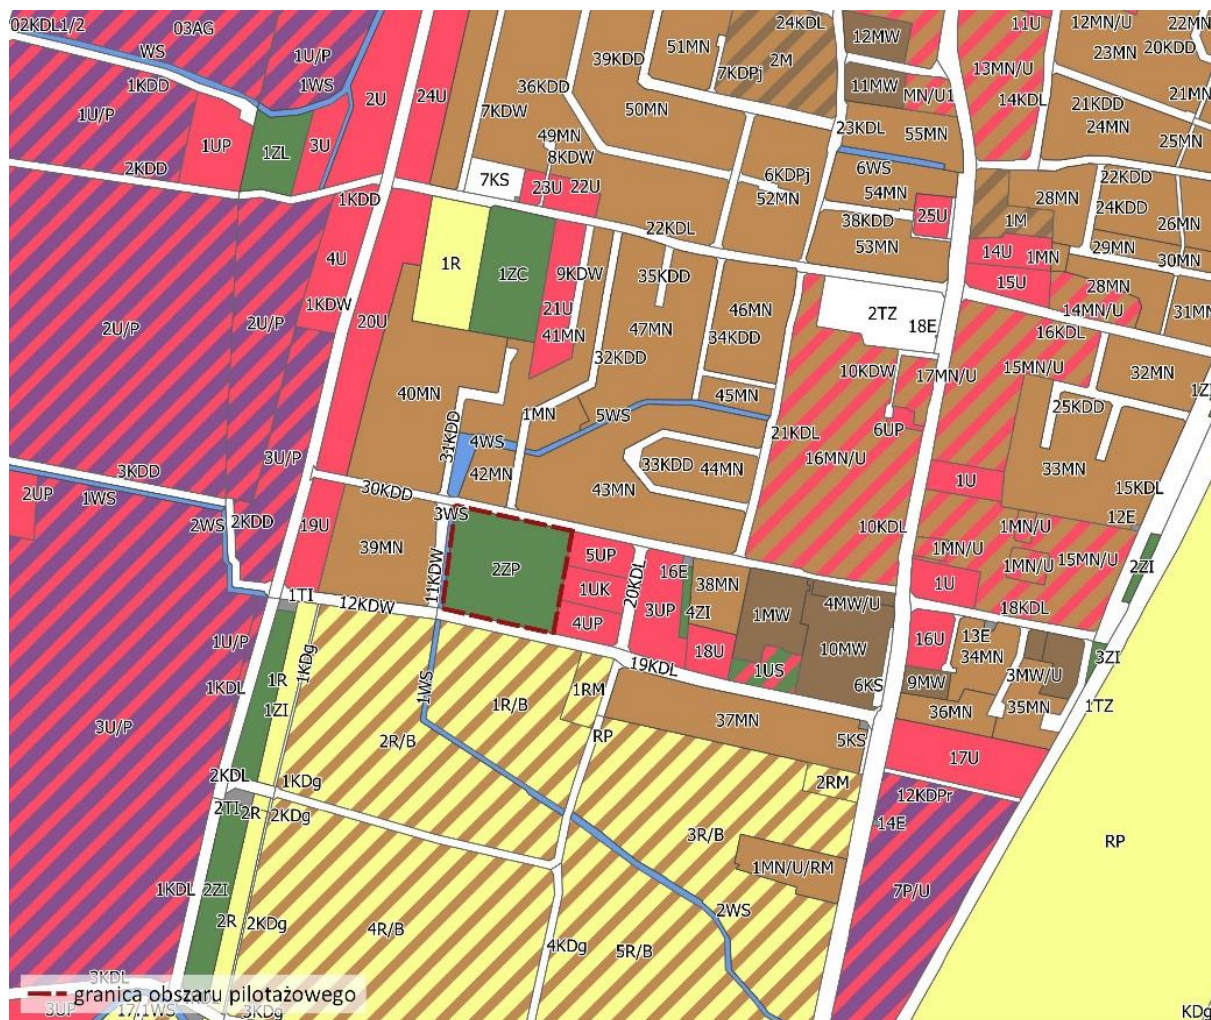 02KDL1/2
03AG
WS
1U/P
1KDD
1WS
2U
24U
1U/P
1UP
1ZL
3U
2KDD
1KDD
39KDD
51MN
24KDL
2M
7KDPj
36KDD
7KDW
50MN
49MN
8KDW
7KS
23U
22U
6KDPj
52MN
22KDL
12MW
11MW
MN/U1
23KDL
55MN
6WS
54MN
38KDD
25U
53MN
11U
12MN/U
22MN
20KDD
23MN
13MN/U
14KDL
21MN
21KDD
24MN
25MN
22KDD
28MN
24KDD
26MN
1M
29MN
30MN
14U
1MN
15U
28MN
14MN/U
31MN
16KDL
4U
1KDW
20U
2U/P
2U/P
1R
1ZC
9KDW
21U
41MN
35KDD
47MN
32KDD
46MN
34KDD
45MN
2TZ
18E
10KDW
17MN/U
15MN/U
32MN
1ZI
25KDD
6UP
21KDL
16MN/U
33MN
40MN
1MN
5WS
31KDD
4WS
42MN
33KDD
44MN
43MN
3U/P
3KDD
2UP
1WS
2WS
2KDD
30KDD
19U
3WS
39MN
11KDW
2ZP
5UP
1UK
4UP
20KDL
16E
3UP
4ZI
38MN
1MW
4MW/U
10MW
18U
1US
6KS
19KDL
10KDL
1U
15KDL
12E
1MN/U
1MN/U
1MN/U
15MN/U
2ZI
1U
18KDL
16U
13E
34MN
3ZI
9MW
3MW/U
36MN
35MN
1TZ
1TI
12KDW
1U/P
1KDL
1R
1KDg
1ZI
1WS
1R/B
1RM
2R/B
RP
37MN
5KS
17U
3U/P
2KDL
1KDg
2TI
2R
2KDg
2RM
12KDPr
14E
RP
3R/B
1MN/U/RM
7P/U
1KDL
2ZI
2R
2KDg
4R/B
4KDg
5R/B
2WS
3KDL
granica obszaru pilotażowego
3UP
17.1WS
3KDg
KDg